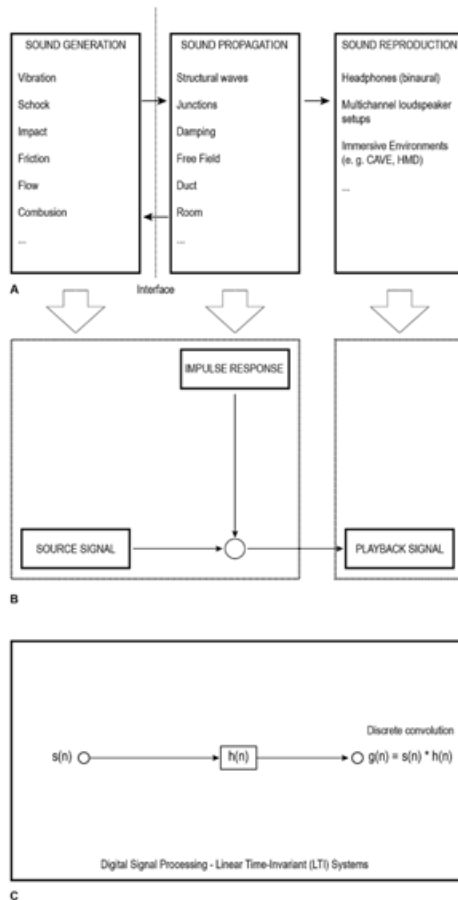 SOUND GENERATION
Vibration
Schock
Impact
Friction
Flow
Combusion
...
SOUND PROPAGATION
Structural waves
Junctions
Damping
Free Field
Duct
Room
...
SOUND REPRODUCTION
Headphones (binaural)
Multichannel loudspeaker
setups
Immersive Environments
(e. g. CAVE, HMD)
...
A
Interface
IMPULSE RESPONSE
SOURCE SIGNAL
PLAYBACK SIGNAL
B
Discrete convolution
s(n)
h(n)
g(n) = s(n) * h(n)
Digital Signal Processing - Linear Time-Invariant (LTI) Systems
C